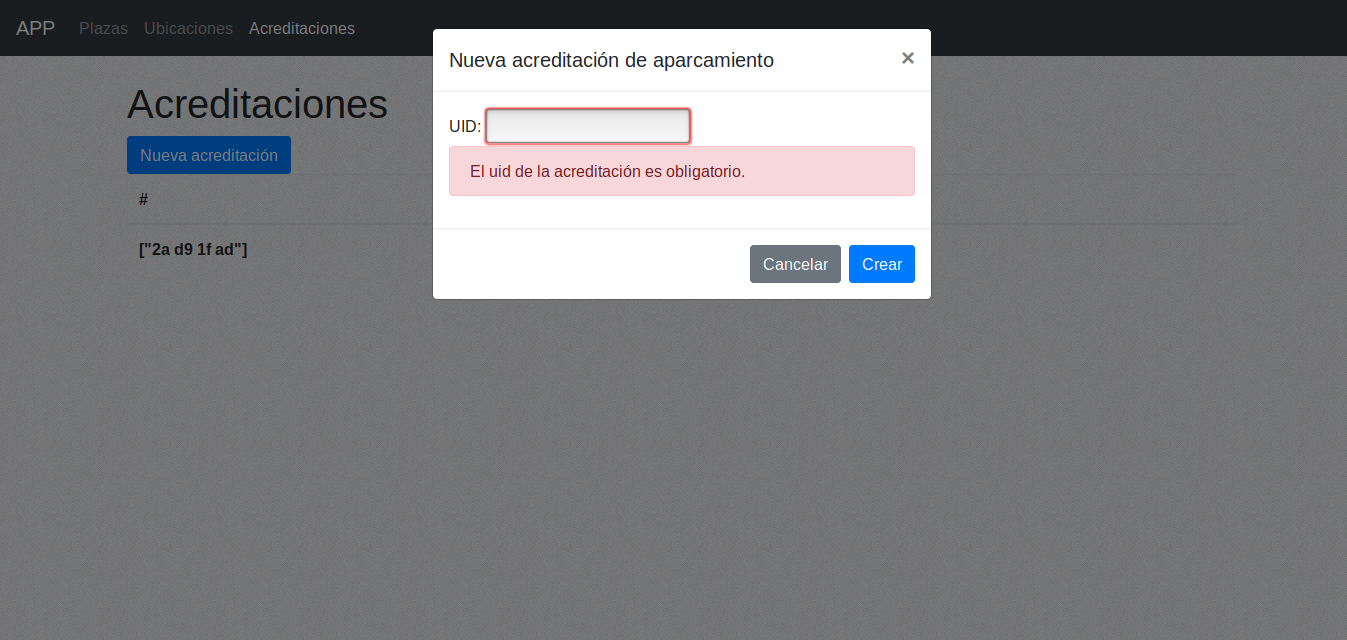 APP Plazas Ubicaciones Acreditaciones
Nueva acreditación de aparcamiento ×
Acreditaciones
UID:
Nueva acreditación
El uid de la acreditación es obligatorio.
#
["2a d9 1f ad"]
Cancelar Crear